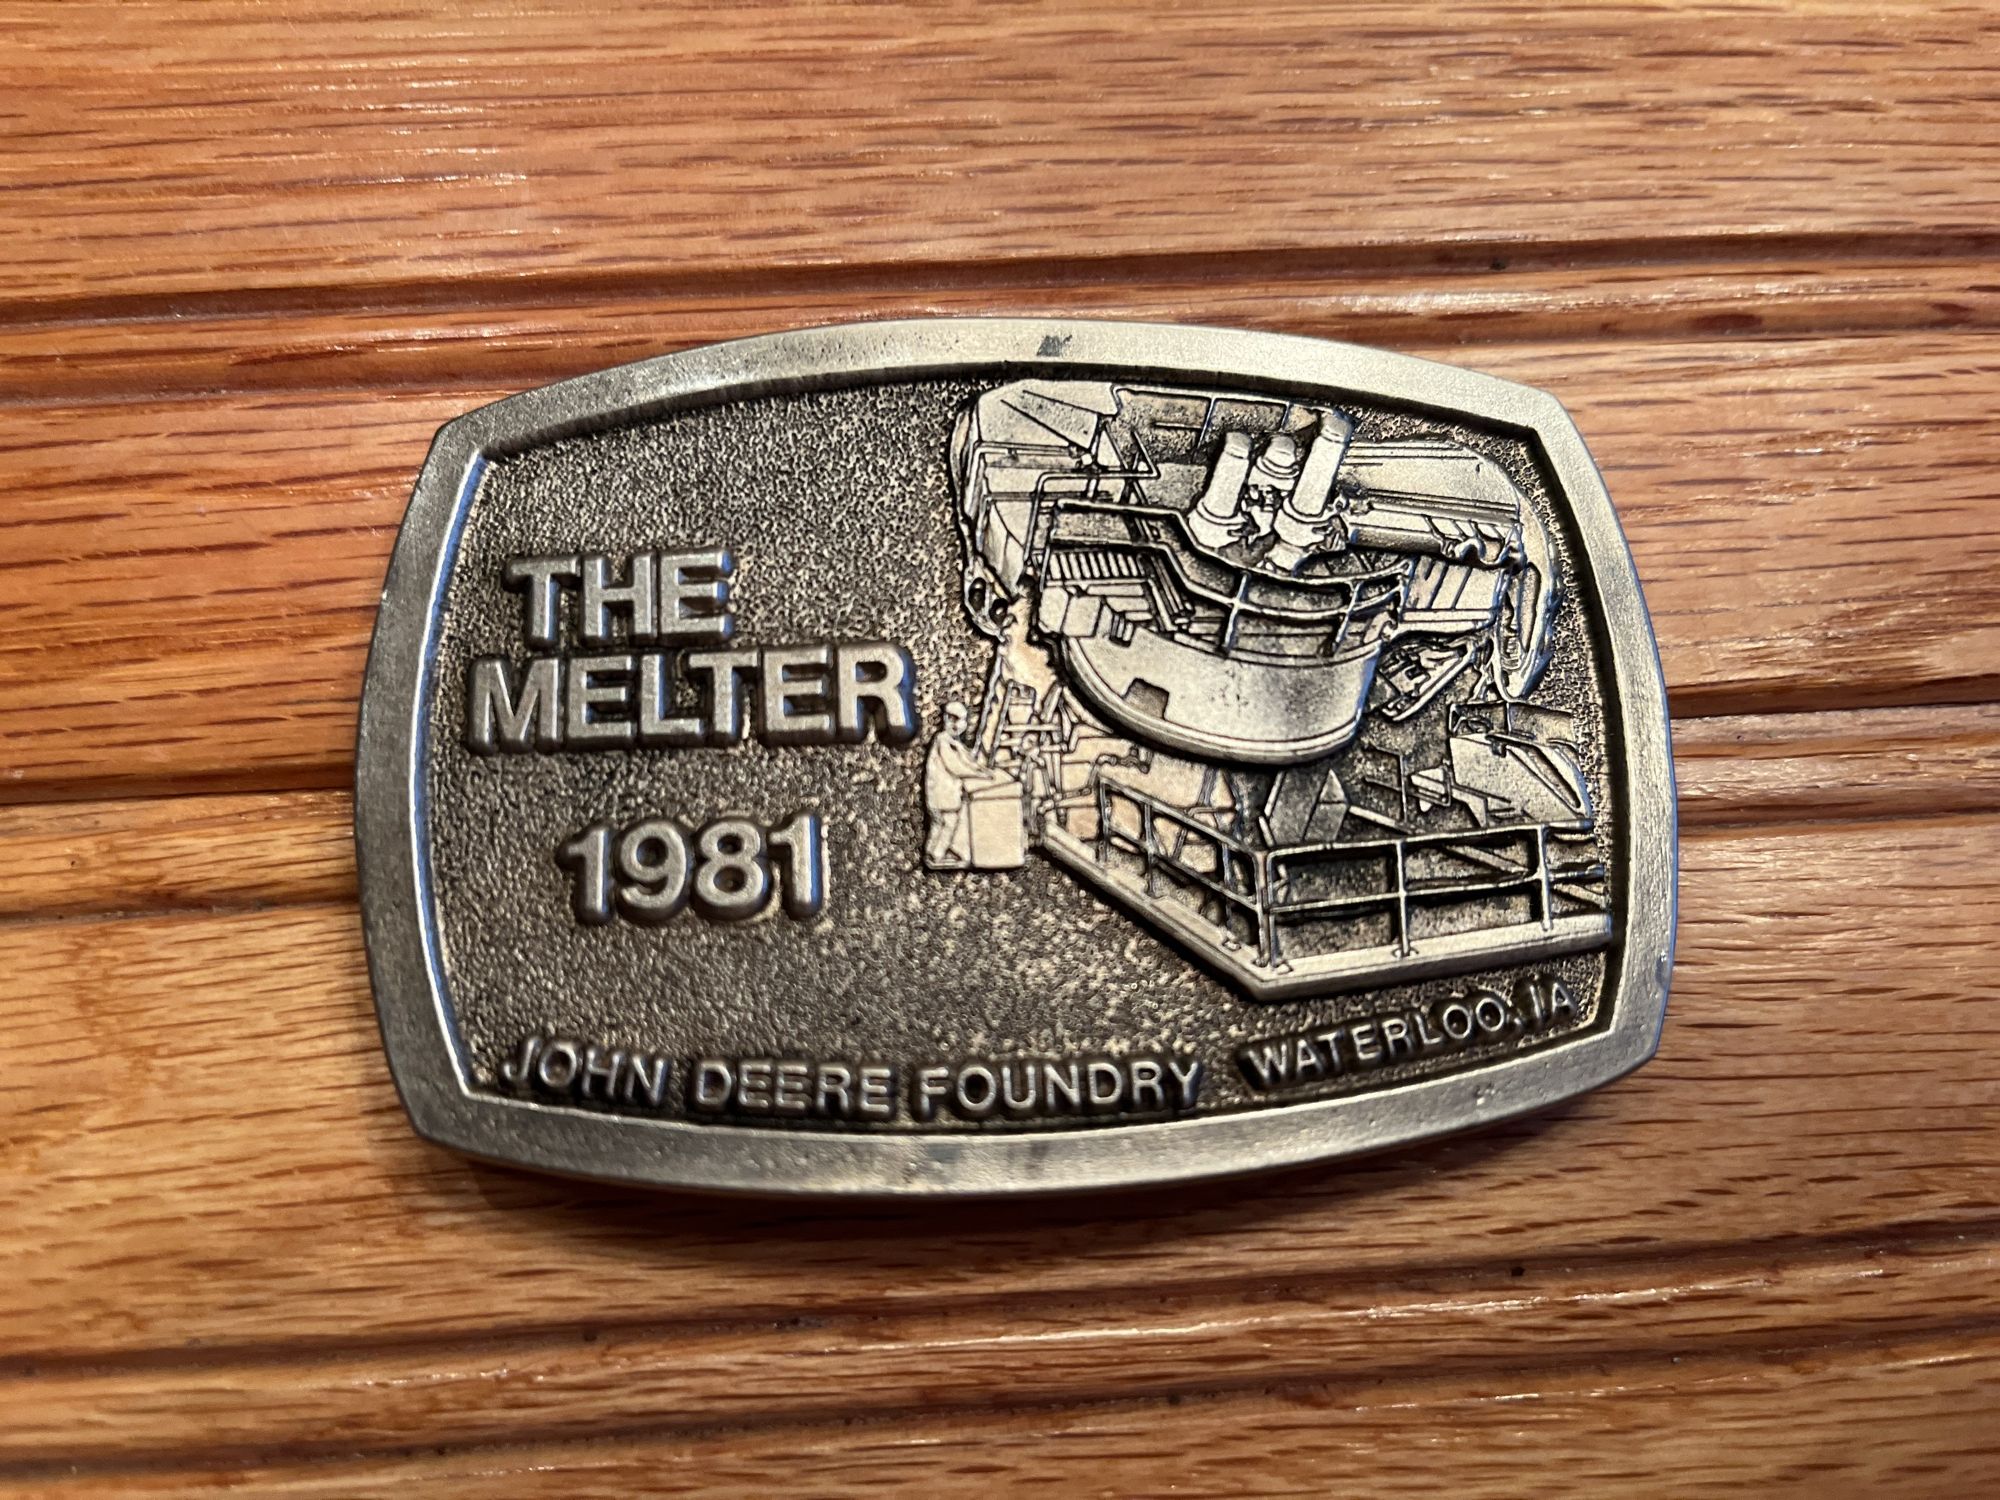 THE
MELTER
1981
JOHN DEERE FOUNDRY WATERLOO, IA